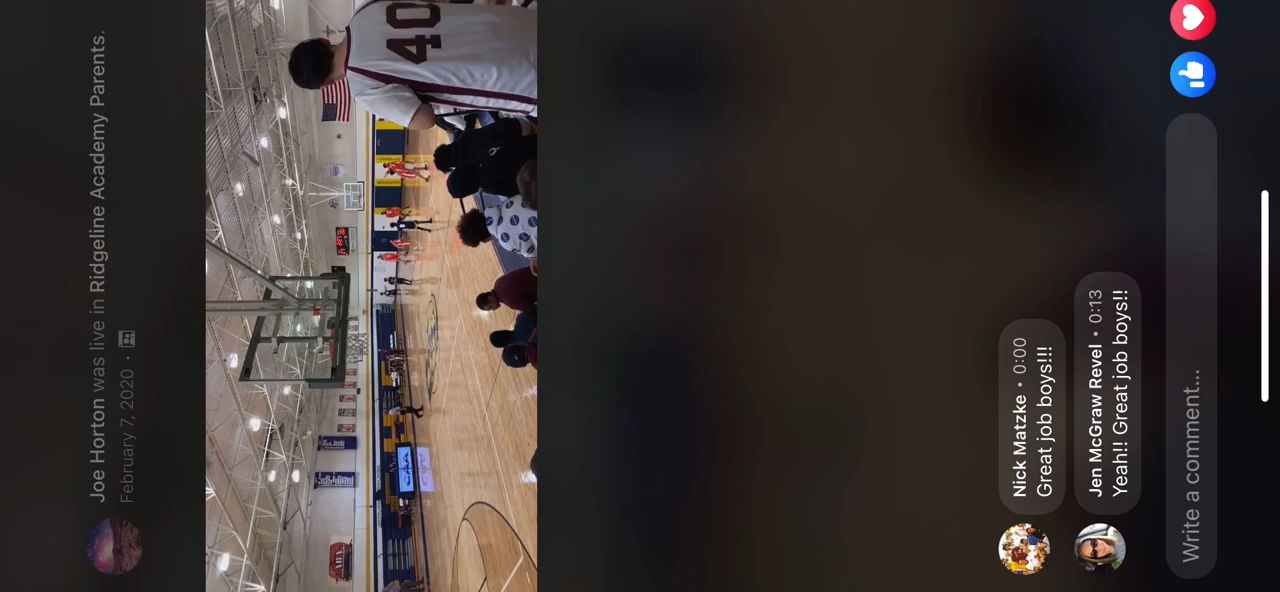 Joe Horton was live in Ridgeline Academy Parents.
February 7, 2020 •
40
Nick Matzke • 0:00
Great job boys!!!
Jen McGraw Revel • 0:13
Yeah!! Great job boys!!
Write a comment...